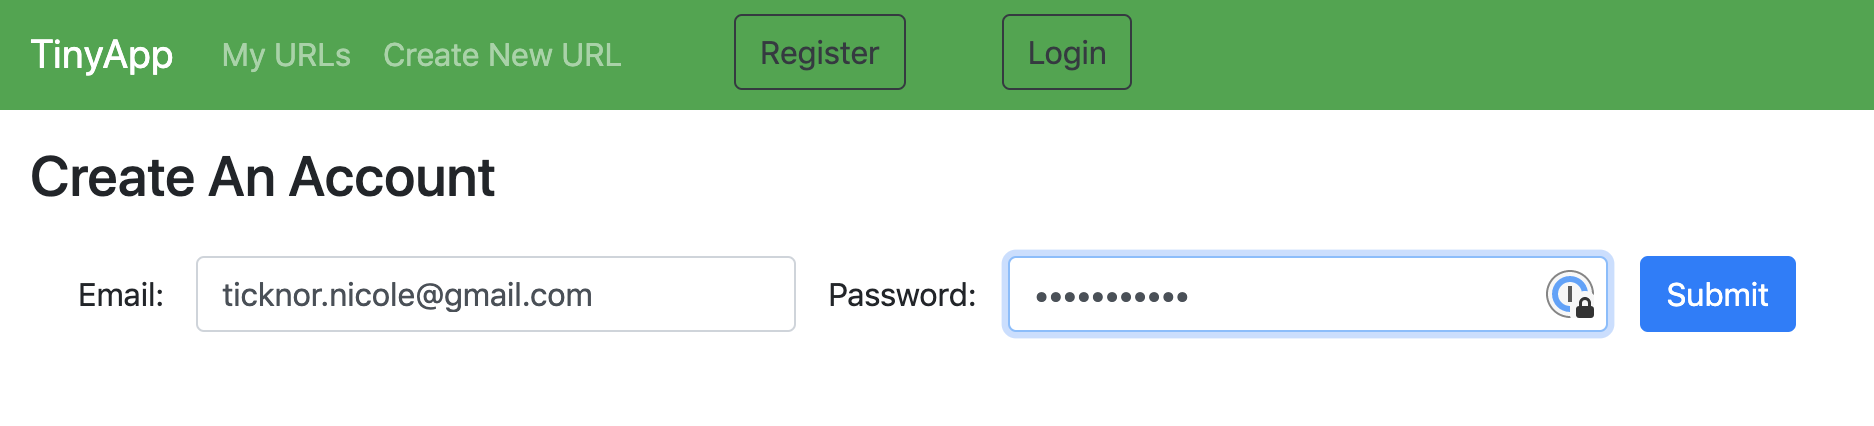 TinyApp My URLs Create New URL Register Login
Create An Account
Email: ticknor.nicole@gmail.com Password: ••••••••••• Submit